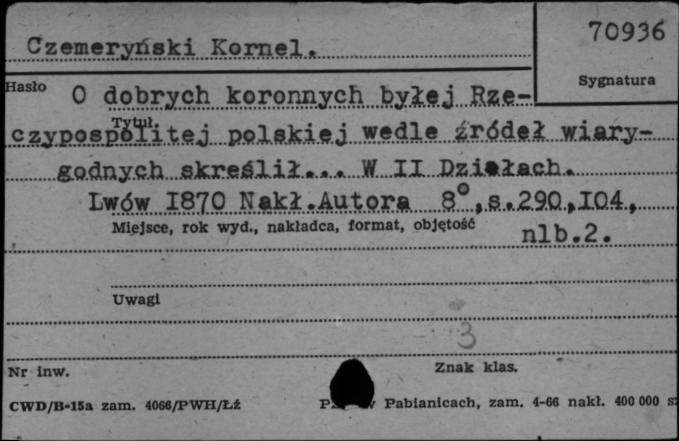 70936
Czemeryński Kornel.
Hasło
Sygnatura
O dobrych koronnych byłej Rze-
Tytuł
czypospolitej polskiej wedle źródeł wiary-
godnych skreślił... W II Działach.
Lwów I870 Nakł.Autora 8°,s.290,I04,
Miejsce, rok wyd., nakładca, format, objętość
nlb.2.
Uwagi
3
Nr inw.
Znak klas.
CWD/B-15a zam. 4066/PWH/Łź
w Pabianicach, zam. 4-66 nakł. 400 000